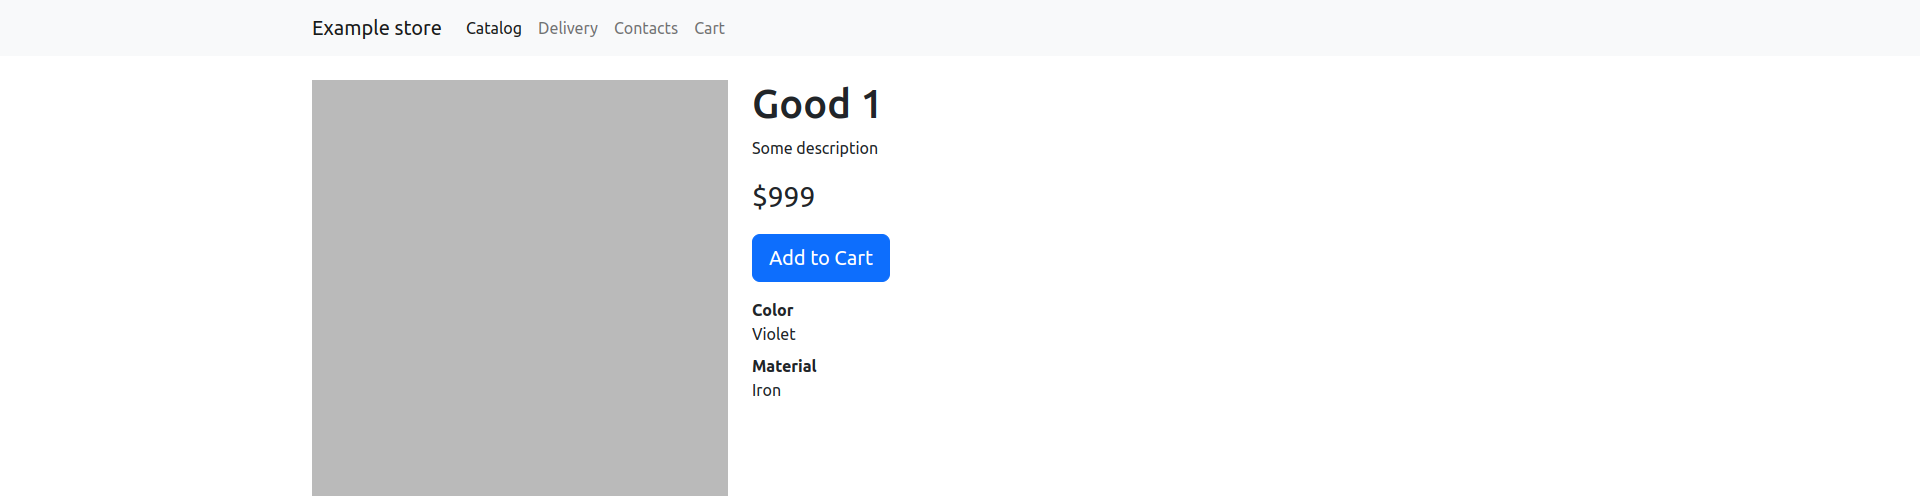 Example store Catalog Delivery Contacts Cart
Good 1
Some description
$999
Add to Cart
Color
Violet
Material
Iron